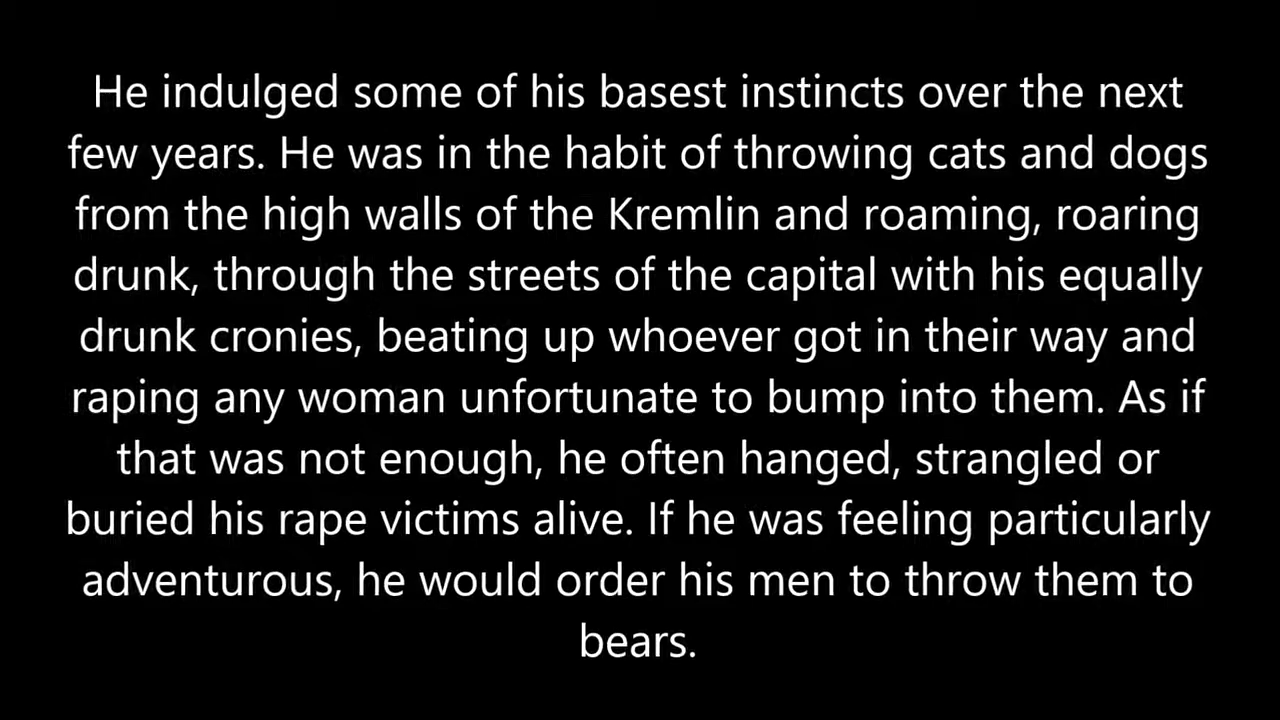 He indulged some of his basest instincts over the next
few years. He was in the habit of throwing cats and dogs
from the high walls of the Kremlin and roaming, roaring
drunk, through the streets of the capital with his equally
drunk cronies, beating up whoever got in their way and
raping any woman unfortunate to bump into them. As if
that was not enough, he often hanged, strangled or
buried his rape victims alive. If he was feeling particularly
adventurous, he would order his men to throw them to
bears.